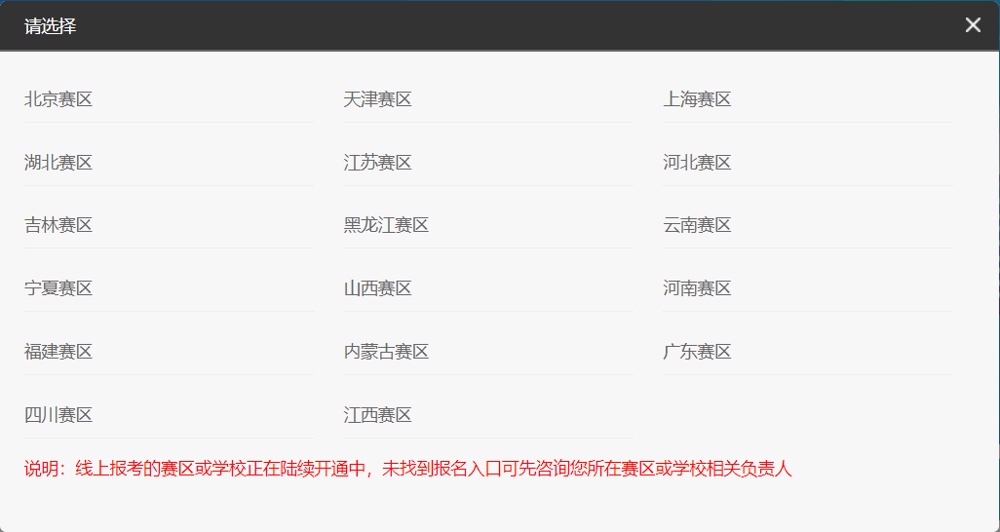 请选择
北京赛区 天津赛区 上海赛区
湖北赛区 江苏赛区 河北赛区
吉林赛区 黑龙江赛区 云南赛区
宁夏赛区 山西赛区 河南赛区
福建赛区 内蒙古赛区 广东赛区
四川赛区 江西赛区
说明：线上报考的赛区或学校正在陆续开通中，未找到报名入口可先咨询您所在赛区或学校相关负责人